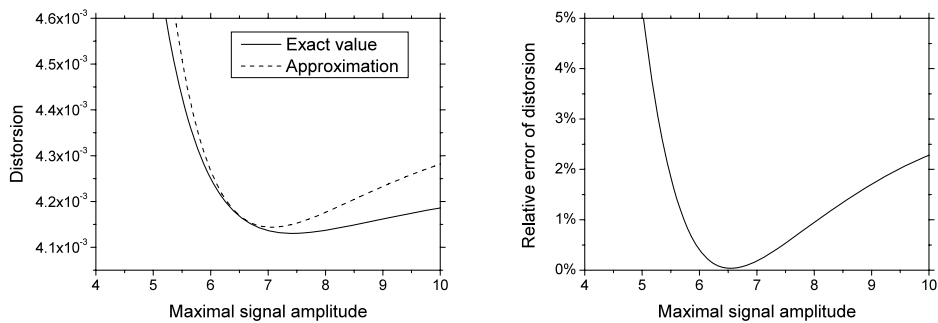 4.6x10-3
4.5x10-3
4.4x10-3
4.3x10-3
4.2x10-3
4.1x10-3
Distorsion
Exact value
Approximation
4 5 6 7 8 9 10
Maximal signal amplitude
5%
4%
3%
2%
1%
0%
Relative error of distorsion
4 5 6 7 8 9 10
Maximal signal amplitude